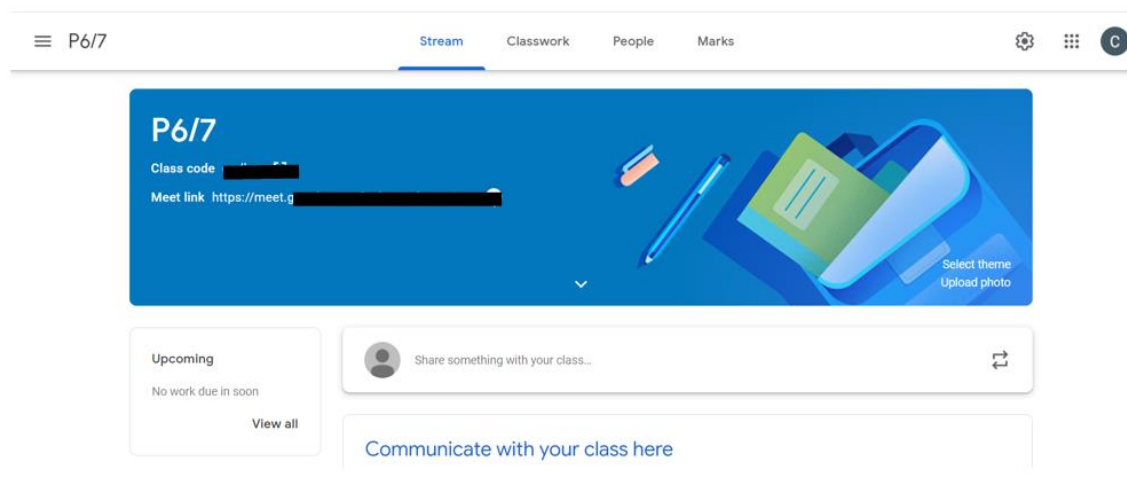 P6/7
Stream Classwork People Marks
C
P6/7
Class code
Meet link https://meet.g
Select theme
Upload photo
Upcoming
No work due in soon
View all
Share something with your class...
Communicate with your class here